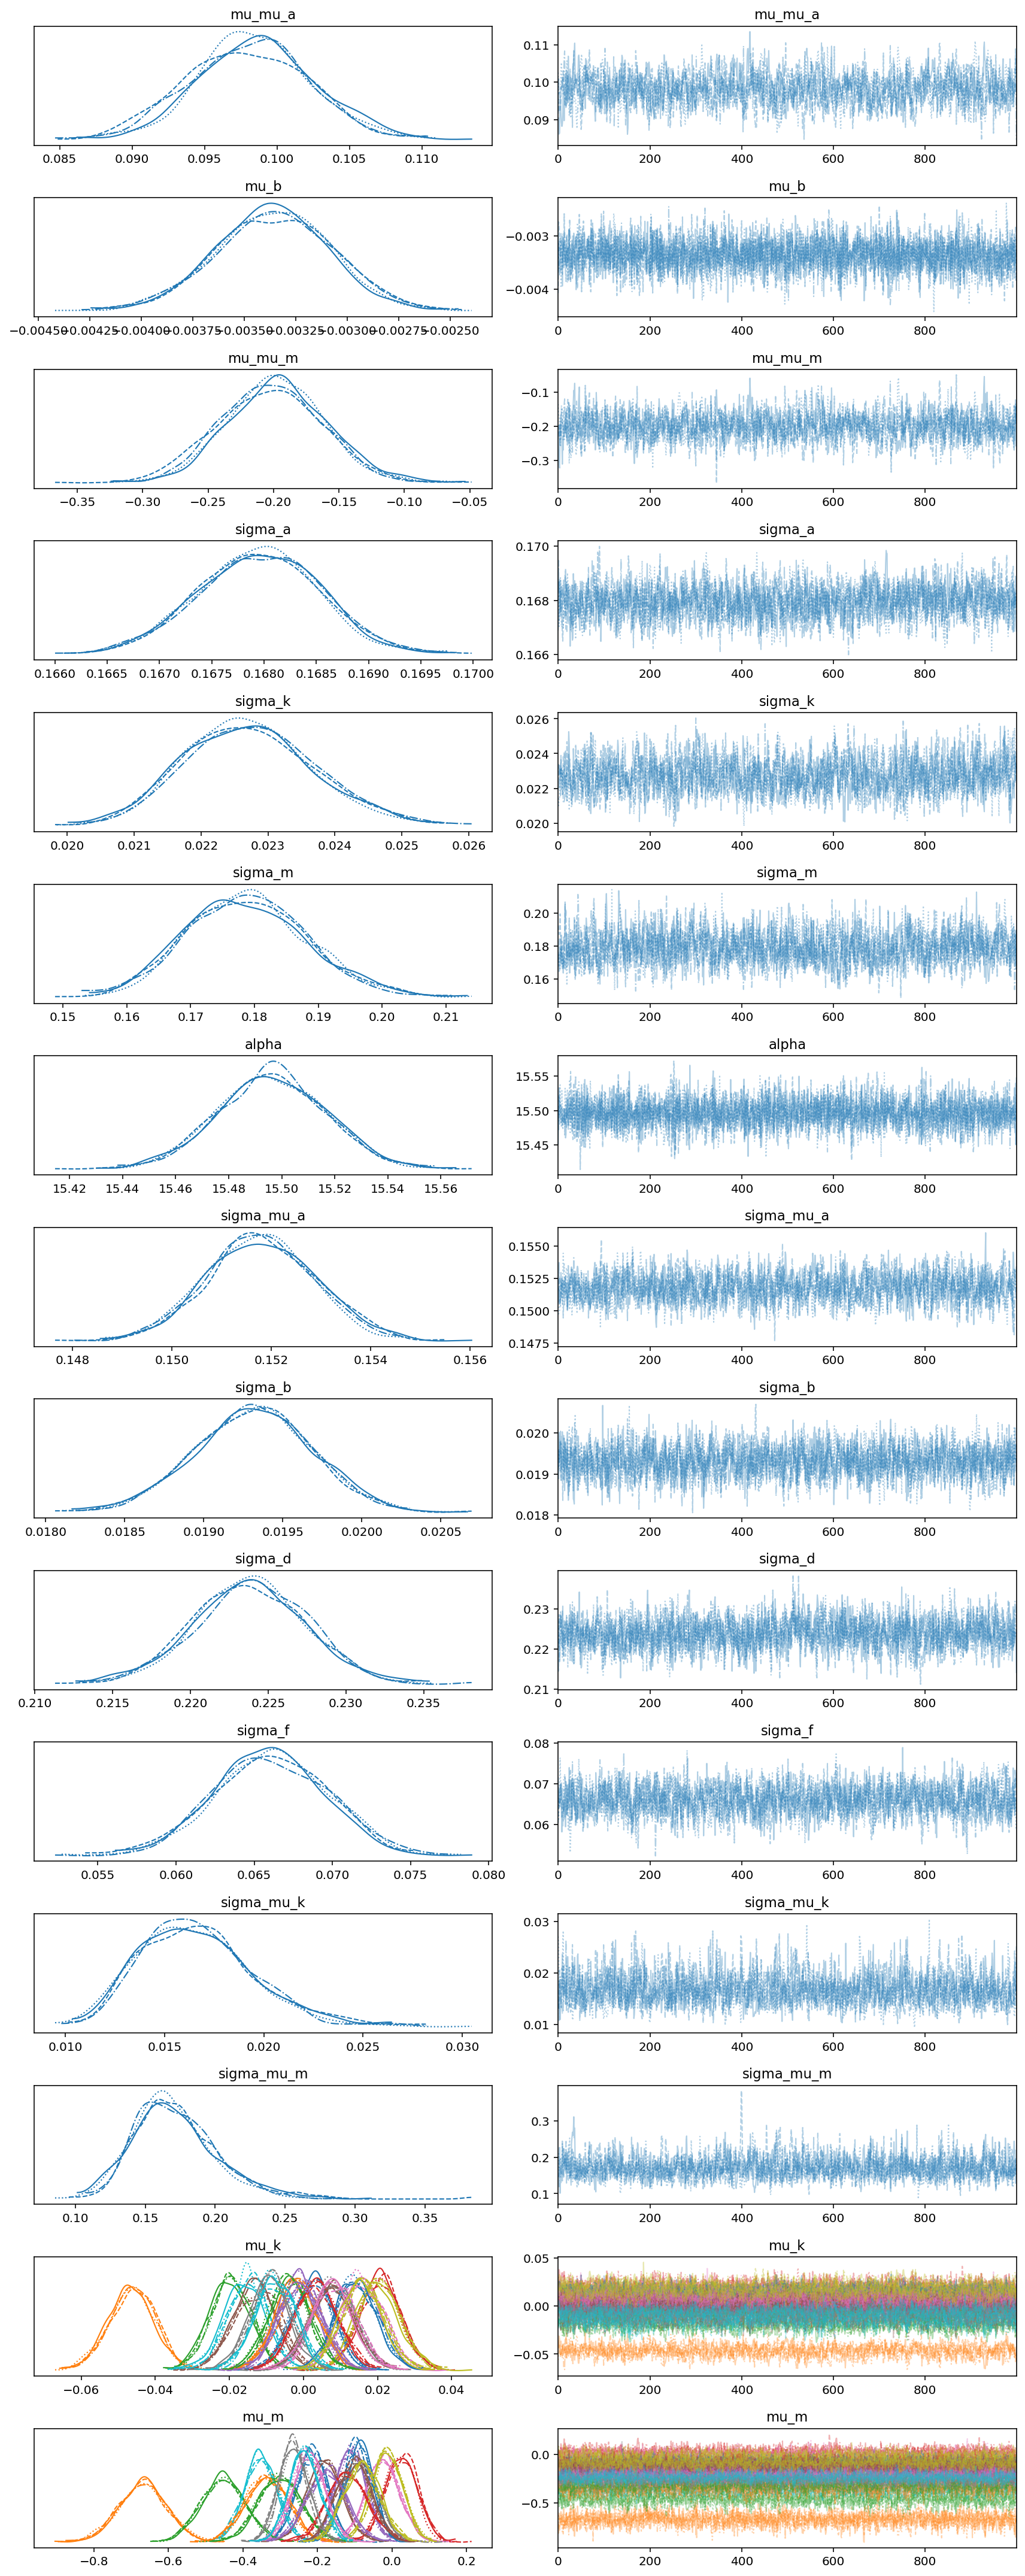 mu_mu_a mu_mu_a
0.11
0.10
0.09
0.085 0.090 0.095 0.100 0.105 0.110 0 200 400 600 800
mu_b mu_b
−0.003
−0.004
−0.00450 −0.00425 −0.00400 −0.00375 −0.00350 −0.00325 −0.00300 −0.00275 −0.00250 0 200 400 600 800
mu_mu_m mu_mu_m
−0.1
−0.2
−0.3
−0.35 −0.30 −0.25 −0.20 −0.15 −0.10 −0.05 0 200 400 600 800
sigma_a sigma_a
0.170
0.168
0.166
0.1660 0.1665 0.1670 0.1675 0.1680 0.1685 0.1690 0.1695 0.1700 0 200 400 600 800
sigma_k sigma_k
0.026
0.024
0.022
0.020
0.020 0.021 0.022 0.023 0.024 0.025 0.026 0 200 400 600 800
sigma_m sigma_m
0.20
0.18
0.16
0.15 0.16 0.17 0.18 0.19 0.20 0.21 0 200 400 600 800
alpha alpha
15.55
15.50
15.45
15.42 15.44 15.46 15.48 15.50 15.52 15.54 15.56 0 200 400 600 800
sigma_mu_a sigma_mu_a
0.1550
0.1525
0.1500
0.1475
0.148 0.150 0.152 0.154 0.156 0 200 400 600 800
sigma_b sigma_b
0.020
0.019
0.018
0.0180 0.0185 0.0190 0.0195 0.0200 0.0205 0 200 400 600 800
sigma_d sigma_d
0.23
0.22
0.21
0.210 0.215 0.220 0.225 0.230 0.235 0 200 400 600 800
sigma_f sigma_f
0.08
0.07
0.06
0.055 0.060 0.065 0.070 0.075 0.080 0 200 400 600 800
sigma_mu_k sigma_mu_k
0.03
0.02
0.01
0.010 0.015 0.020 0.025 0.030 0 200 400 600 800
sigma_mu_m sigma_mu_m
0.3
0.2
0.1
0.10 0.15 0.20 0.25 0.30 0.35 0 200 400 600 800
mu_k mu_k
0.05
0.00
−0.05
−0.06 −0.04 −0.02 0.00 0.02 0.04 0 200 400 600 800
mu_m mu_m
0.0
−0.5
−0.8 −0.6 −0.4 −0.2 0.0 0.2 0 200 400 600 800